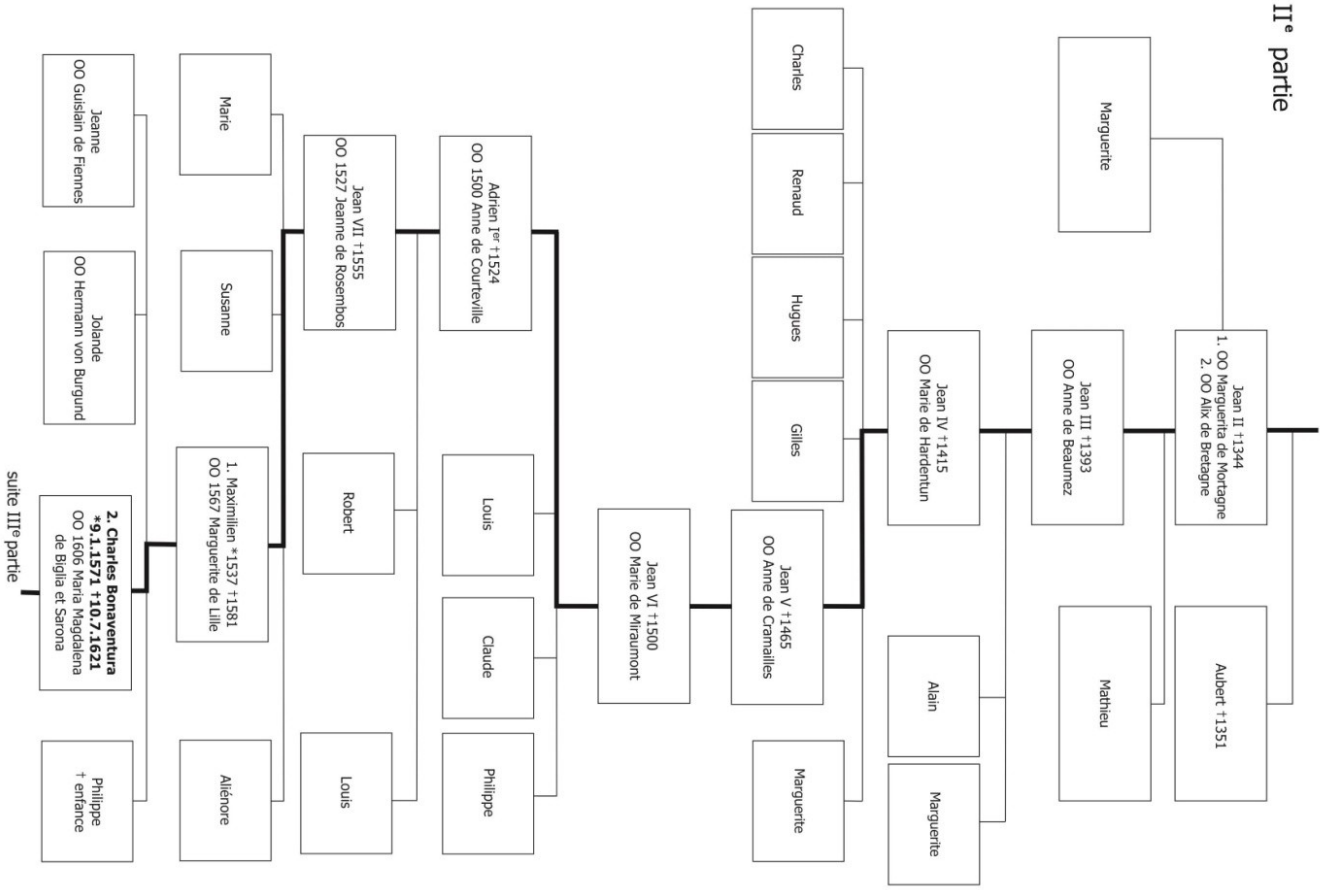 IIᵉ partie
Jean II †1344
1. OO Marguerita de Mortagne
2. OO Alix de Bretagne
Aubert †1351
Marguerite
Jean III †1393
OO Anne de Beaumez
Mathieu
Jean IV †1415
OO Marie de Hardentun
Alain
Marguerite
Charles
Renaud
Hugues
Gilles
Jean V †1465
OO Anne de Cramailles
Marguerite
Jean VI †1500
OO Marie de Miraumont
Adrien Iᵉʳ †1524
OO 1500 Anne de Courteville
Louis
Claude
Philippe
Jean VII †1555
OO 1527 Jeanne de Rosembos
Robert
Louis
Marie
Susanne
1. Maximilien *1537 †1581
OO 1567 Marguerite de Lille
Aliénore
Jeanne
OO Guislain de Fiennes
Jolande
OO Hermann von Burgund
2. Charles Bonaventura
*9.1.1571 †10.7.1621
OO 1606 Maria Magdalena
de Biglia et Sarona
Philippe
† enfance
suite IIIᵉ partie